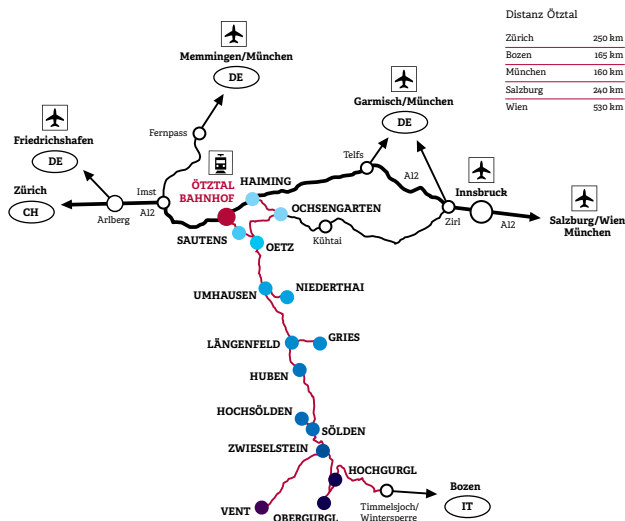 Distanz Ötztal
Zürich 250 km
Bozen 165 km
München 160 km
Salzburg 240 km
Wien 530 km
Memmingen/München
DE
Garmisch/München
DE
Friedrichshafen
DE
Fernpass
Telfs
Zürich
CH
Arlberg
Imst
A12
ÖTZTAL
BAHNHOF
HAIMING
OCHSENGARTEN
A12
Innsbruck
Zirl
A12
Salzburg/Wien
München
Kühtai
SAUTENS
OETZ
UMHAUSEN
NIEDERTHAI
LÄNGENFELD
GRIES
HUBEN
HOCHSÖLDEN
SÖLDEN
ZWIESELSTEIN
HOCHGURGL
VENT
OBERGURGL
Timmelsjoch/
Wintersperre
Bozen
IT